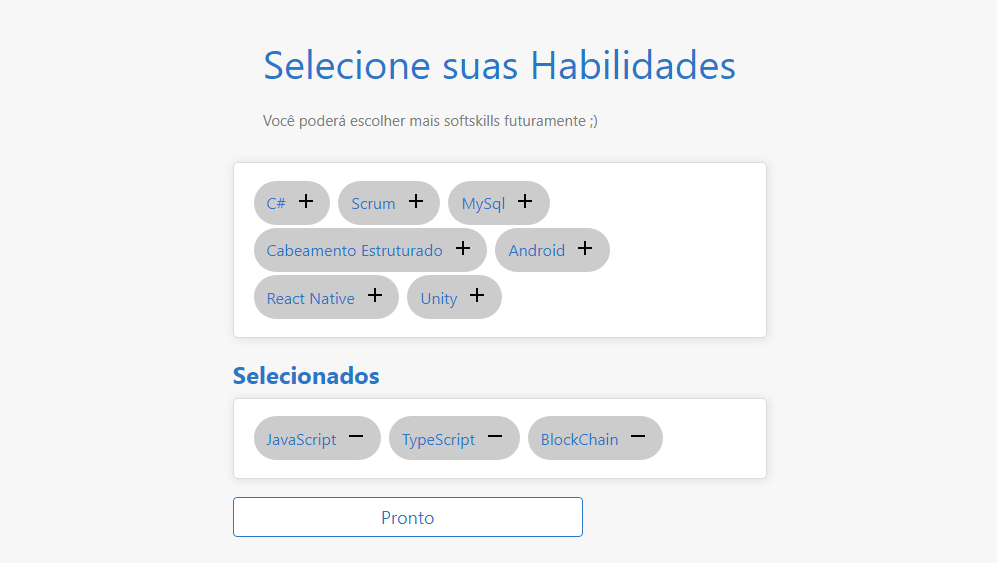 Selecione suas Habilidades
Você poderá escolher mais softskills futuramente ;)
C# + Scrum + MySql +
Cabeamento Estruturado + Android +
React Native + Unity +
Selecionados
JavaScript − TypeScript − BlockChain −
Pronto